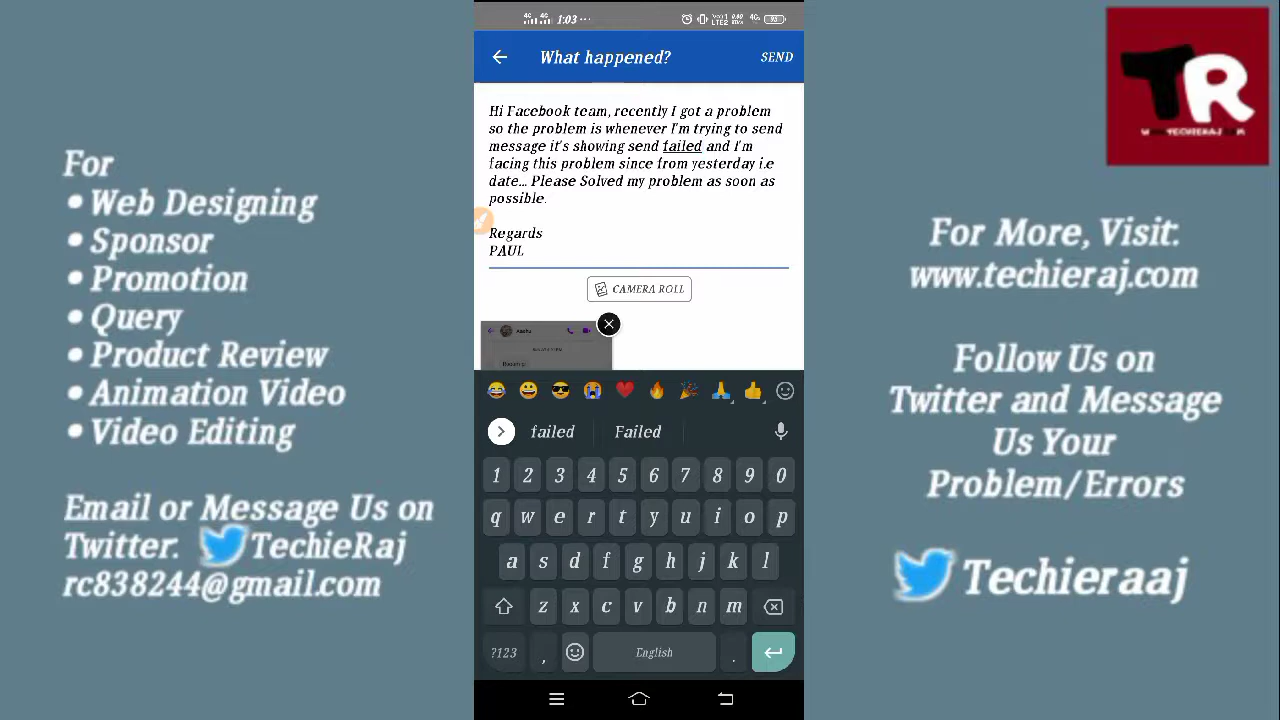 For
• Web Designing
• Sponsor
• Promotion
• Query
• Product Review
• Animation Video
• Video Editing
Email or Message Us on
Twitter. TechieRaj
rc838244@gmail.com
1:03 ...
4G
What happened?
SEND
Hi Facebook team, recently I got a problem
so the problem is whenever I'm trying to send
message it's showing send failed and I'm
facing this problem since from yesterday i.e
date... Please Solved my problem as soon as
possible.
Regards
PAUL
CAMERA ROLL
failed Failed
1 2 3 4 5 6 7 8 9 0
q w e r t y u i o p
a s d f g h j k l
z x c v b n m
?123 , English .
TR
For More, Visit:
www.techieraj.com
Follow Us on
Twitter and Message
Us Your
Problem/Errors
Techieraaj